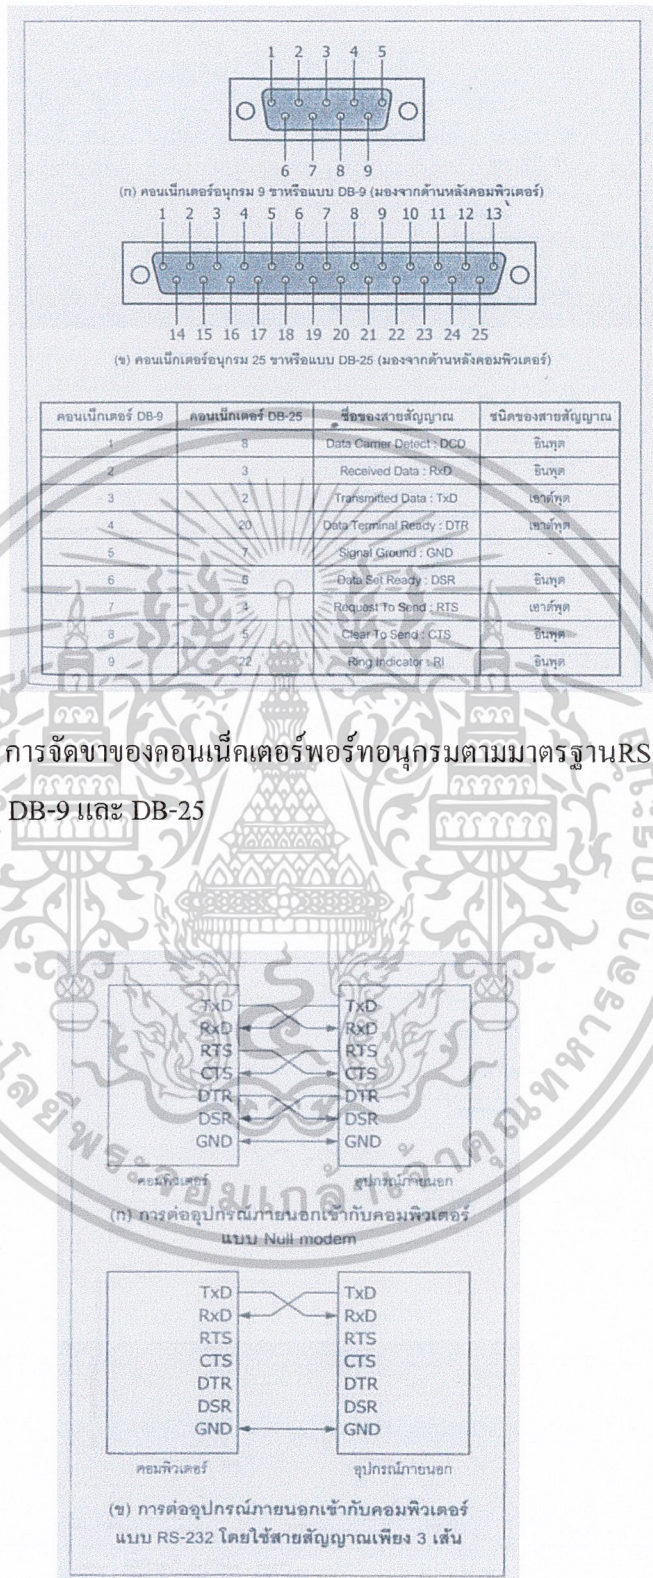 1 2 3 4 5
6 7 8 9
(ก) คอนเน็กเตอร์อนุกรม 9 ขาหรือแบบ DB-9 (มองจากด้านหลังคอมพิวเตอร์)
1 2 3 4 5 6 7 8 9 10 11 12 13
14 15 16 17 18 19 20 21 22 23 24 25
(ข) คอนเน็กเตอร์อนุกรม 25 ขาหรือแบบ DB-25 (มองจากด้านหลังคอมพิวเตอร์)
คอนเน็กเตอร์ DB-9 คอนเน็กเตอร์ DB-25 ชื่อของสายสัญญาณ ชนิดของสายสัญญาณ
1 8 Data Carrier Detect : DCD อินพุต
2 3 Received Data : RxD อินพุต
3 2 Transmitted Data : TxD เอาต์พุต
4 20 Data Terminal Ready : DTR เอาต์พุต
5 7 Signal Ground : GND -
6 6 Data Set Ready : DSR อินพุต
7 4 Request To Send : RTS เอาต์พุต
8 5 Clear To Send : CTS อินพุต
9 22 Ring Indicator : RI อินพุต
การจัดขาของคอนเน็คเตอร์พอร์ทอนุกรมตามมาตรฐานRS
DB-9 และ DB-25
TxD TxD
RxD RxD
RTS RTS
CTS CTS
DTR DTR
DSR DSR
GND GND
คอมพิวเตอร์ อุปกรณ์ภายนอก
(ก) การต่ออุปกรณ์ภายนอกเข้ากับคอมพิวเตอร์
แบบ Null modem
TxD TxD
RxD RxD
RTS RTS
CTS CTS
DTR DTR
DSR DSR
GND GND
คอมพิวเตอร์ อุปกรณ์ภายนอก
(ข) การต่ออุปกรณ์ภายนอกเข้ากับคอมพิวเตอร์
แบบ RS-232 โดยใช้สายสัญญาณเพียง 3 เส้น